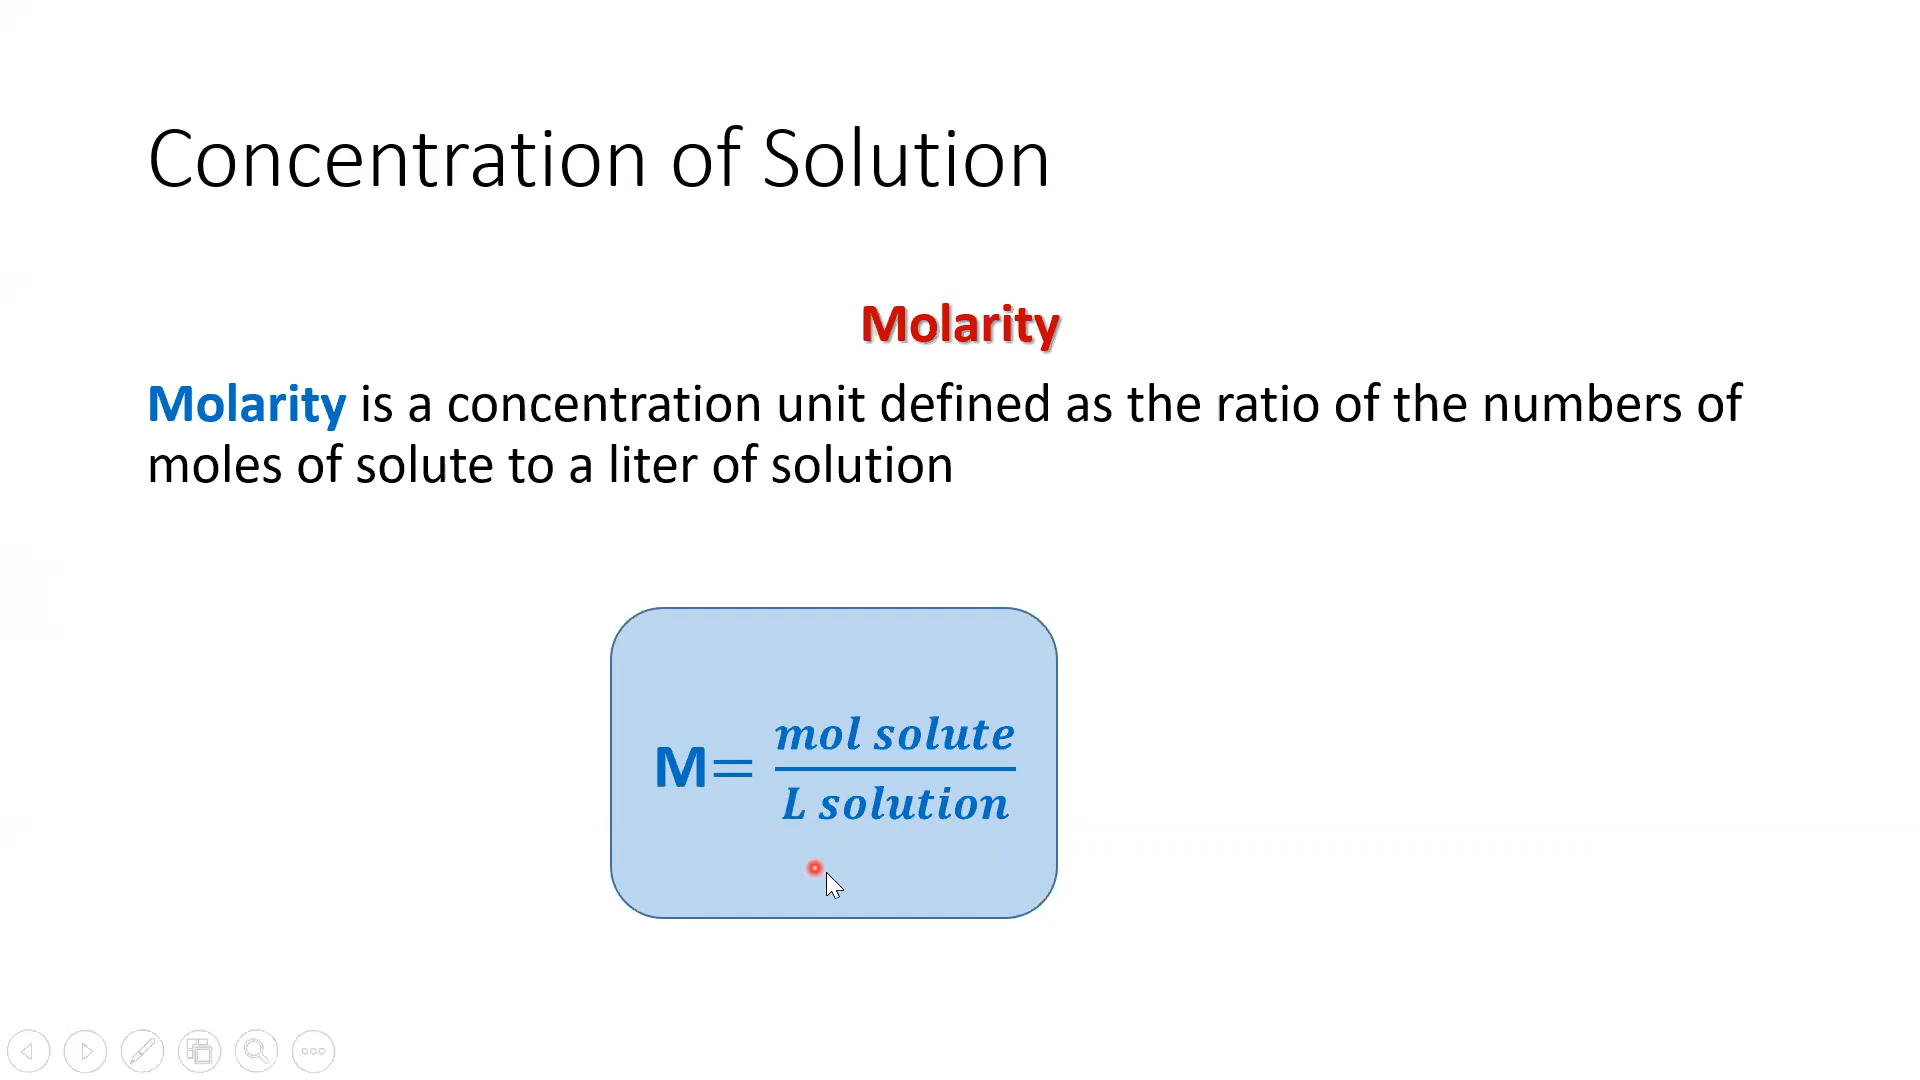 Concentration of Solution
Molarity
Molarity is a concentration unit defined as the ratio of the numbers of
moles of solute to a liter of solution
M= mol solute
L solution